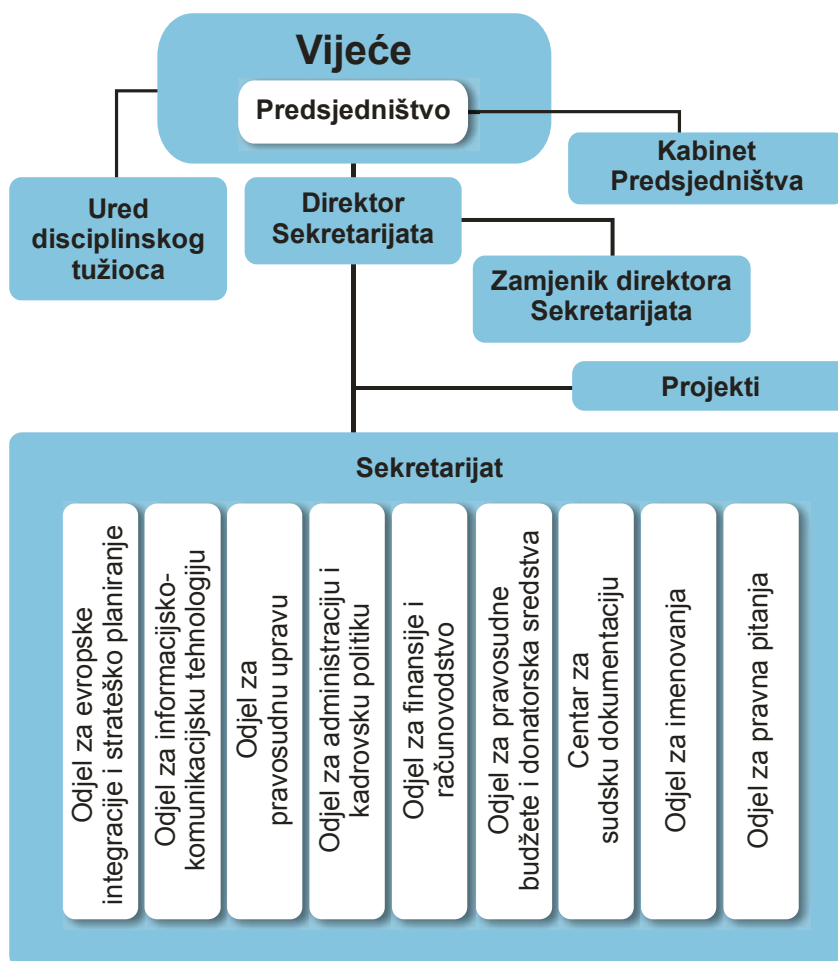 Vijeće
Predsjedništvo
Kabinet
Predsjedništva
Ured
disciplinskog
tužioca
Direktor
Sekretarijata
Zamjenik direktora
Sekretarijata
Projekti
Sekretarijat
Odjel za evropske
integracije i strateško planiranje
Odjel za informacijsko-
komunikacijsku tehnologiju
Odjel za
pravosudnu upravu
Odjel za administraciju i
kadrovsku politiku
Odjel za finansije i
računovodstvo
Odjel za pravosudne
budžete i donatorska sredstva
Centar za
sudsku dokumentaciju
Odjel za imenovanja
Odjel za pravna pitanja